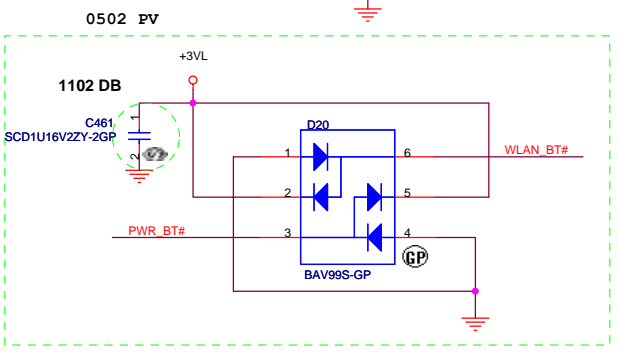 0502 PV
+3VL
1102 DB
C461
SCD1U16V2ZY-2GP
1
2
D20
1
6
WLAN_BT#
2
5
PWR_BT#
3
4
GP
BAV99S-GP